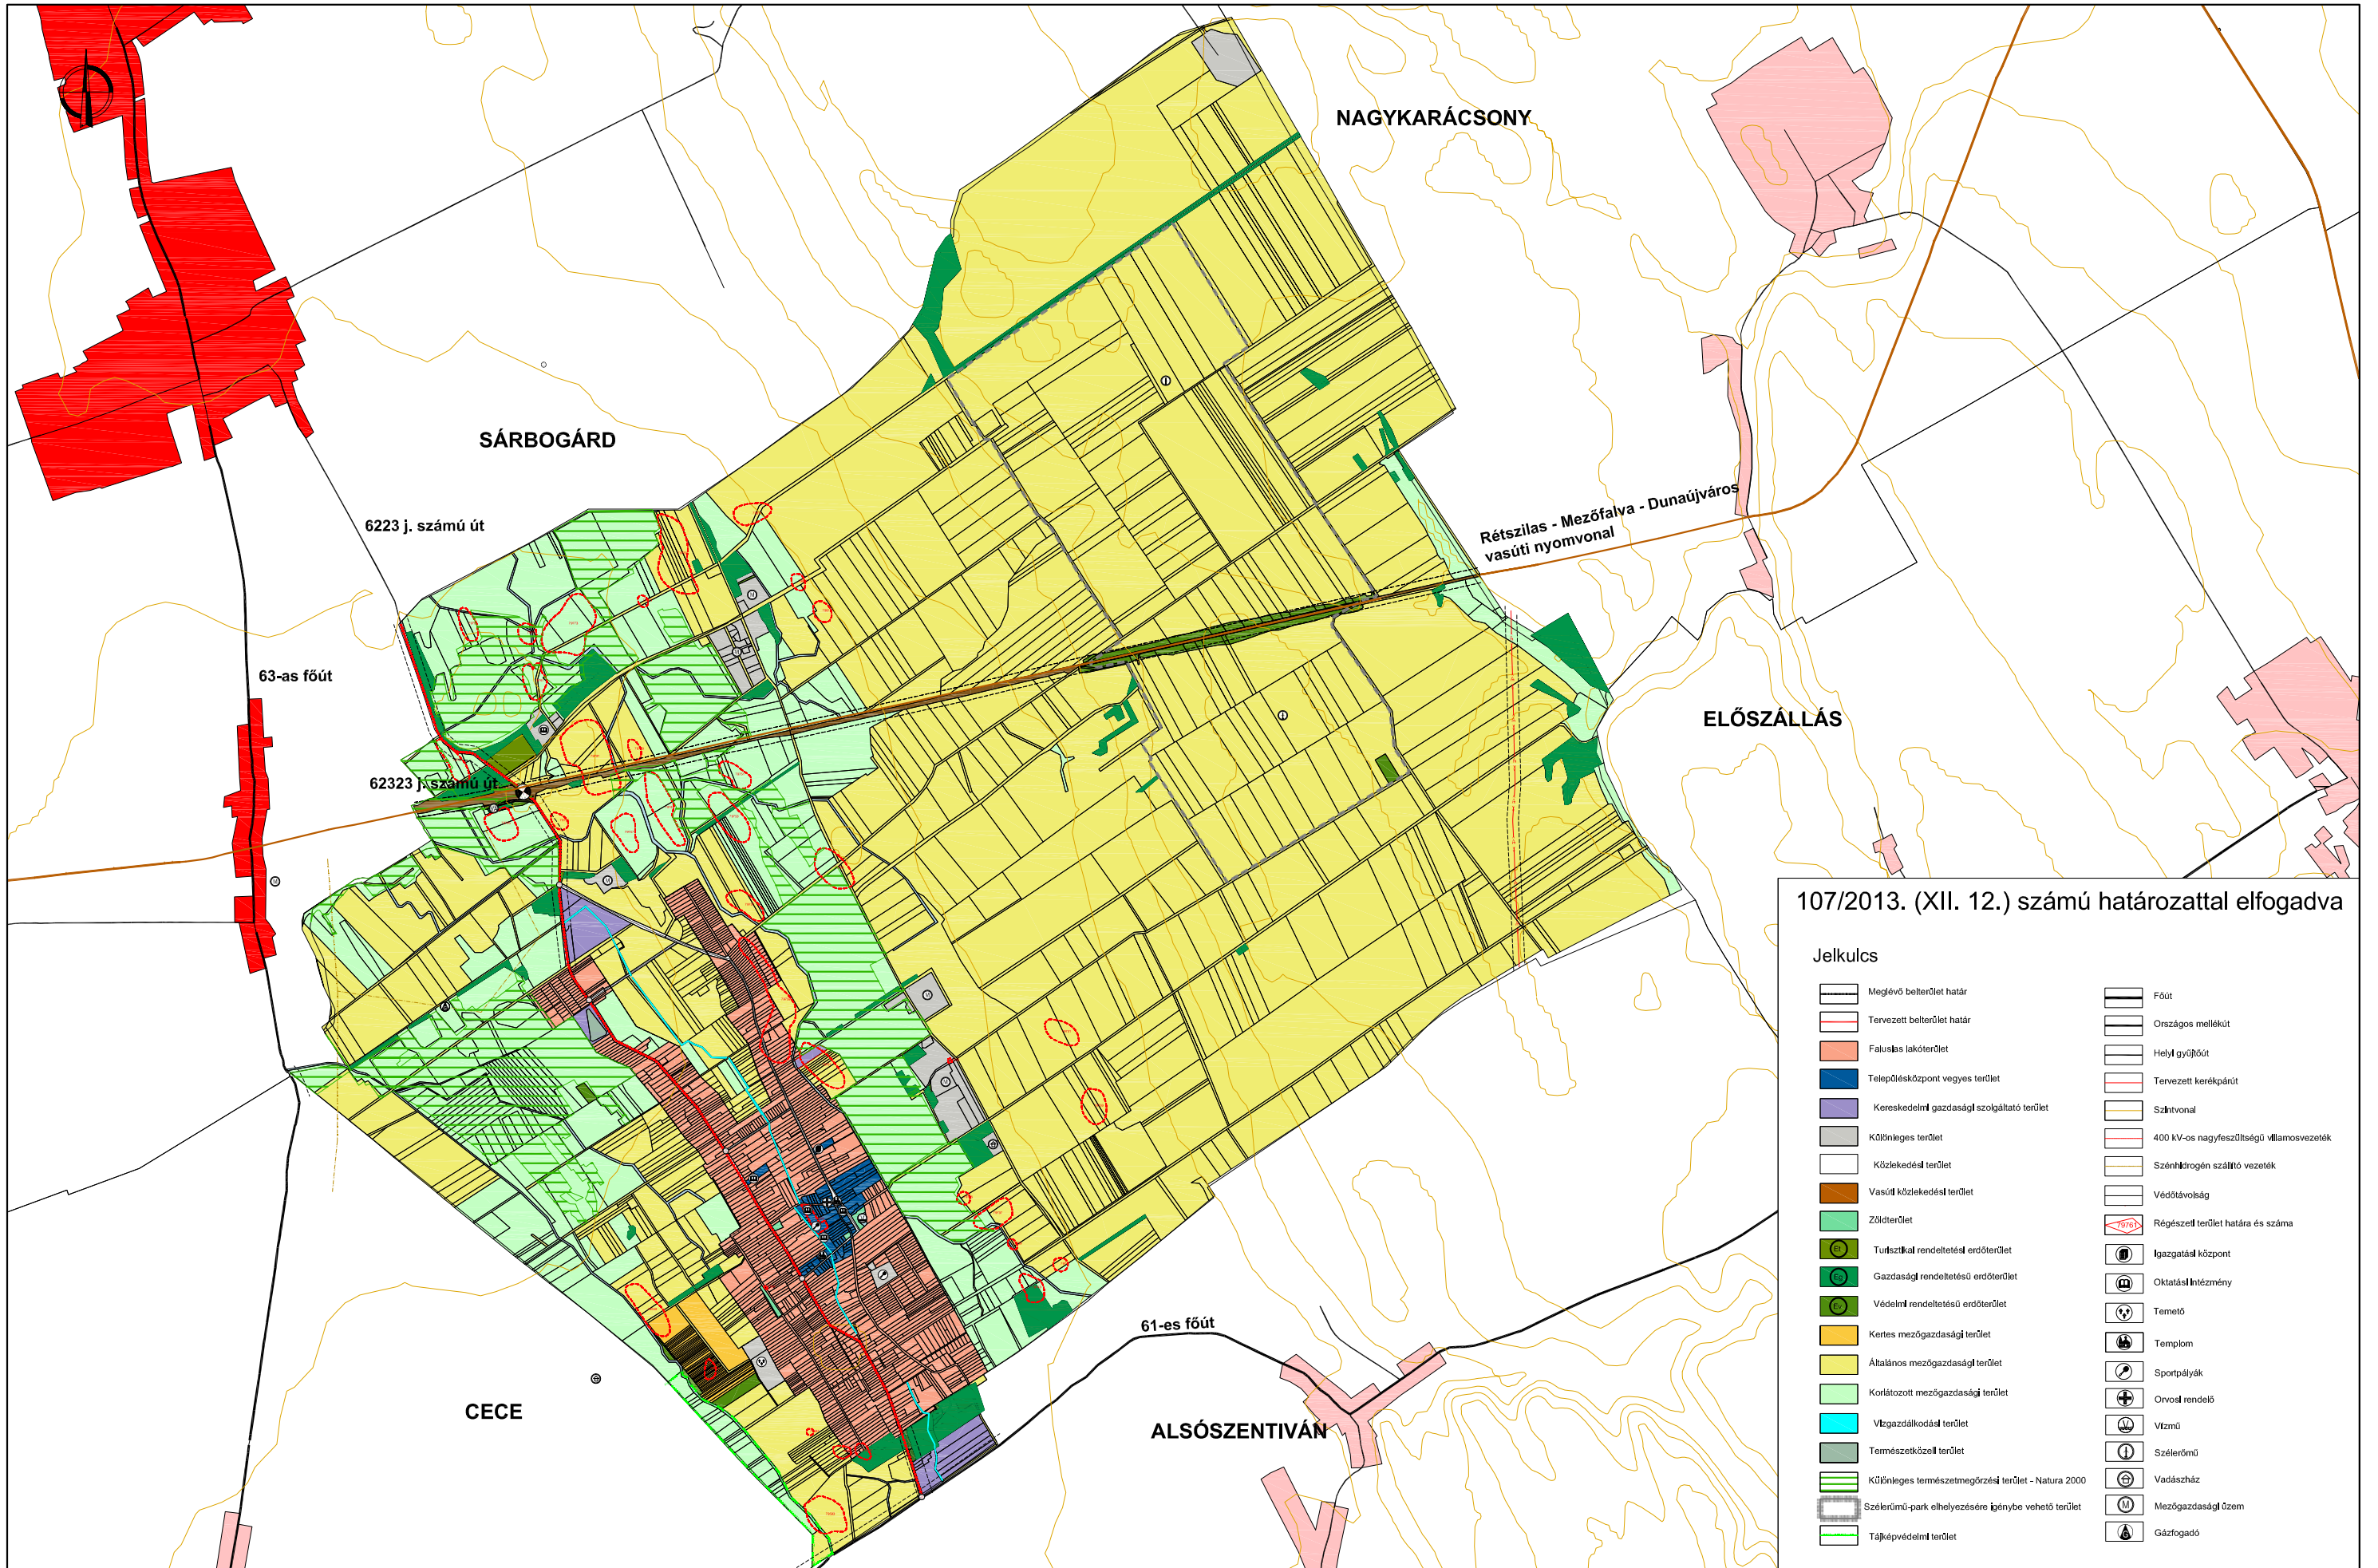 NAGYKARÁCSONY
SÁRBOGÁRD
6223 j. számú út
Rétszilas - Mezőfalva - Dunaújváros
vasúti nyomvonal
63-as főút
ELŐSZÁLLÁS
62323 j. számú út
61-es főút
CECE
ALSÓSZENTIVÁN
107/2013. (XII. 12.) számú határozattal elfogadva
Jelkulcs
Meglévő belterület határ
Tervezett belterület határ
Falusias lakóterület
Településközpont vegyes terület
Kereskedelmi gazdasági szolgáltató terület
Különleges terület
Közlekedési terület
Vasúti közlekedési terület
Zöldterület
Et Turisztikai rendeltetési erdőterület
Eg Gazdasági rendeltetésű erdőterület
Ev Védelmi rendeltetésű erdőterület
Kertes mezőgazdasági terület
Általános mezőgazdasági terület
Korlátozott mezőgazdasági terület
Vízgazdálkodási terület
Természetközeli terület
Különleges természetmegőrzési terület - Natura 2000
Szélerűmű-park elhelyezésére igénybe vehető terület
Tájképvédelmi terület
Főút
Országos mellékút
Helyi gyűjtőút
Tervezett kerékpárút
Szintvonal
400 kV-os nagyfeszültségű villamosvezeték
Szénhidrogén szállító vezeték
Védőtávolság
79761 Régészeti terület határa és száma
Igazgatási központ
Oktatási intézmény
Temető
Templom
Sportpályák
Orvosi rendelő
Vízmű
Szélerőmű
Vadászház
M Mezőgazdasági üzem
Gázfogadó